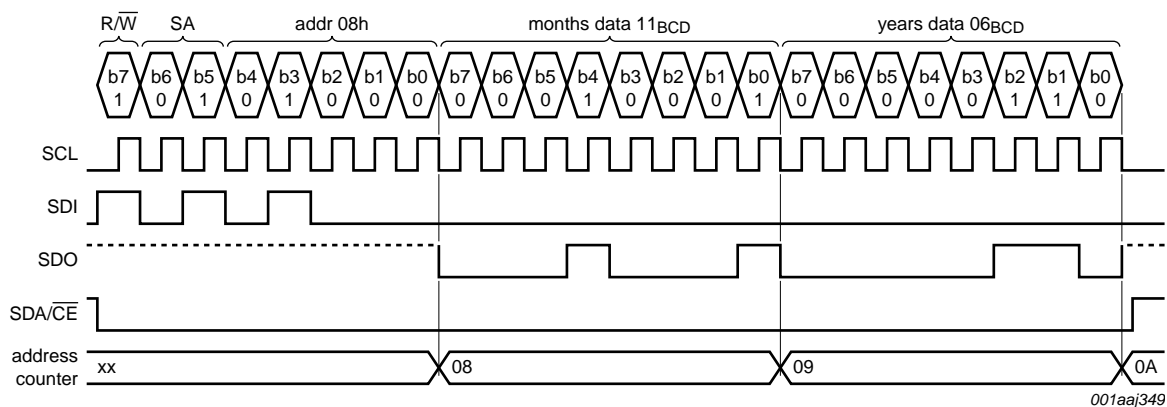 R/W SA addr 08h months data 11BCD years data 06BCD
b7 b6 b5 b4 b3 b2 b1 b0 b7 b6 b5 b4 b3 b2 b1 b0 b7 b6 b5 b4 b3 b2 b1 b0
1 0 1 0 1 0 0 0 0 0 0 1 0 0 0 1 0 0 0 0 0 1 1 0
SCL
SDI
SDO
SDA/CE
address
counter
xx 08 09 0A
001aaj349